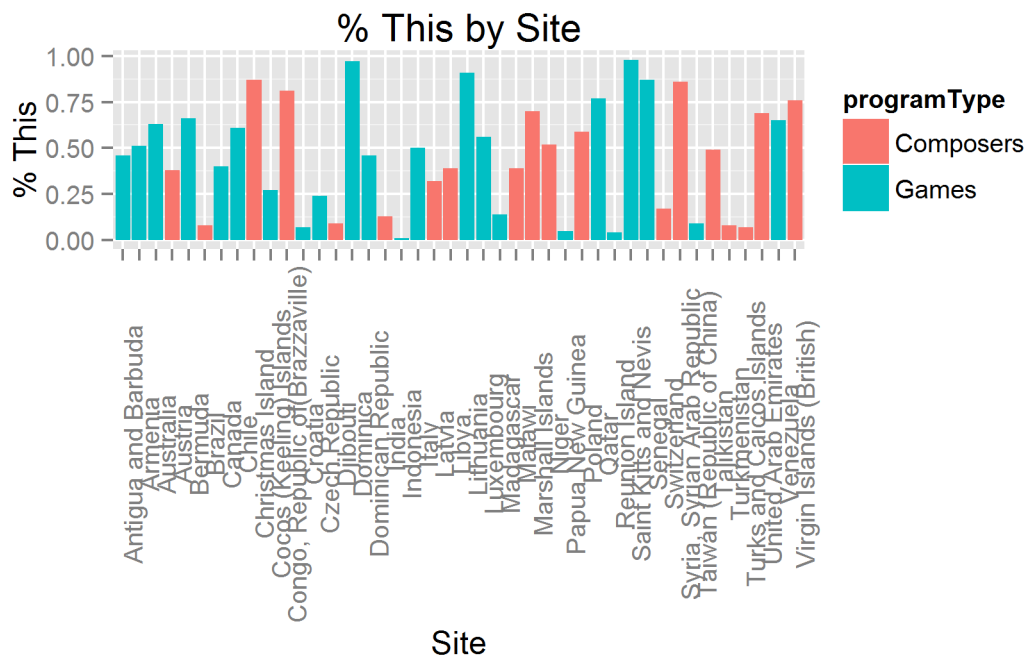 % This by Site
% This
1.00
0.75
0.50
0.25
0.00
Antigua and Barbuda
Armenia
Australia
Austria
Bermuda
Brazil
Canada
Chile
Christmas Island
Cocos (Keeling) Islands
Congo, Republic of(Brazzaville)
Croatia
Czech Republic
Djibouti
Dominica
Dominican Republic
India
Indonesia
Italy
Latvia
Libya
Lithuania
Luxembourg
Madagascar
Malawi
Marshall Islands
Niger
Papua New Guinea
Poland
Qatar
Reunion Island
Saint Kitts and Nevis
Senegal
Switzerland
Syria, Syrian Arab Republic
Taiwan (Republic of China)
Tajikistan
Turkmenistan
Turks and Caicos Islands
United Arab Emirates
Venezuela
Virgin Islands (British)
Site
programType
Composers
Games